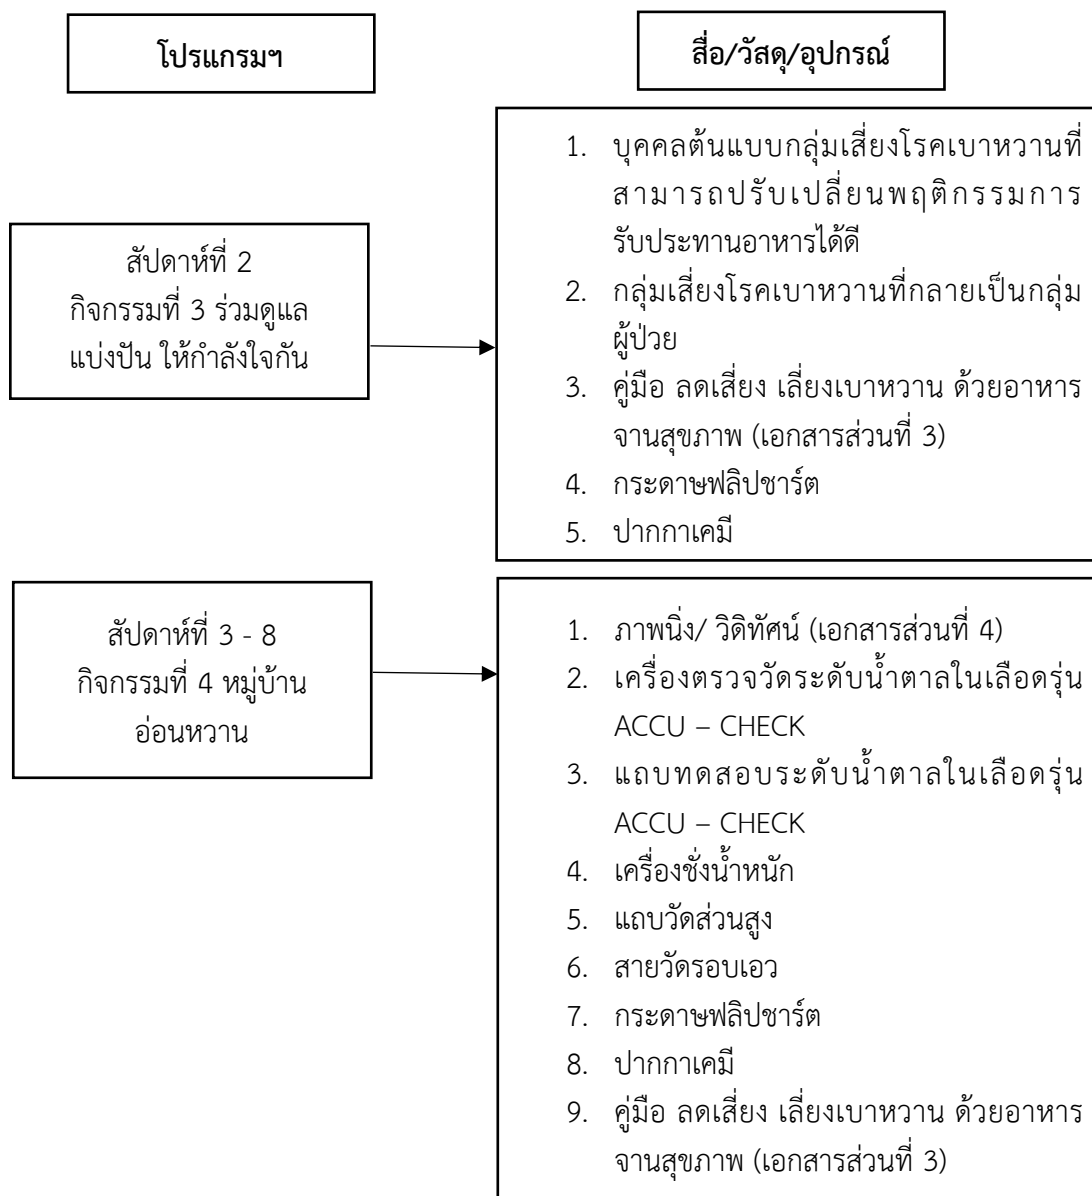 โปรแกรมฯ
สื่อ/วัสดุ/อุปกรณ์
สัปดาห์ที่ 2
กิจกรรมที่ 3 ร่วมดูแล
แบ่งปัน ให้กำลังใจกัน
1. บุคคลต้นแบบกลุ่มเสี่ยงโรคเบาหวานที่
สามารถปรับเปลี่ยนพฤติกรรมการ
รับประทานอาหารได้ดี
2. กลุ่มเสี่ยงโรคเบาหวานที่กลายเป็นกลุ่ม
ผู้ป่วย
3. คู่มือ ลดเสี่ยง เลี่ยงเบาหวาน ด้วยอาหาร
จานสุขภาพ (เอกสารส่วนที่ 3)
4. กระดาษฟลิปชาร์ต
5. ปากกาเคมี
สัปดาห์ที่ 3 - 8
กิจกรรมที่ 4 หมู่บ้าน
อ่อนหวาน
1. ภาพนิ่ง/ วิดิทัศน์ (เอกสารส่วนที่ 4)
2. เครื่องตรวจวัดระดับน้ำตาลในเลือดรุ่น
ACCU – CHECK
3. แถบทดสอบระดับน้ำตาลในเลือดรุ่น
ACCU – CHECK
4. เครื่องชั่งน้ำหนัก
5. แถบวัดส่วนสูง
6. สายวัดรอบเอว
7. กระดาษฟลิปชาร์ต
8. ปากกาเคมี
9. คู่มือ ลดเสี่ยง เลี่ยงเบาหวาน ด้วยอาหาร
จานสุขภาพ (เอกสารส่วนที่ 3)